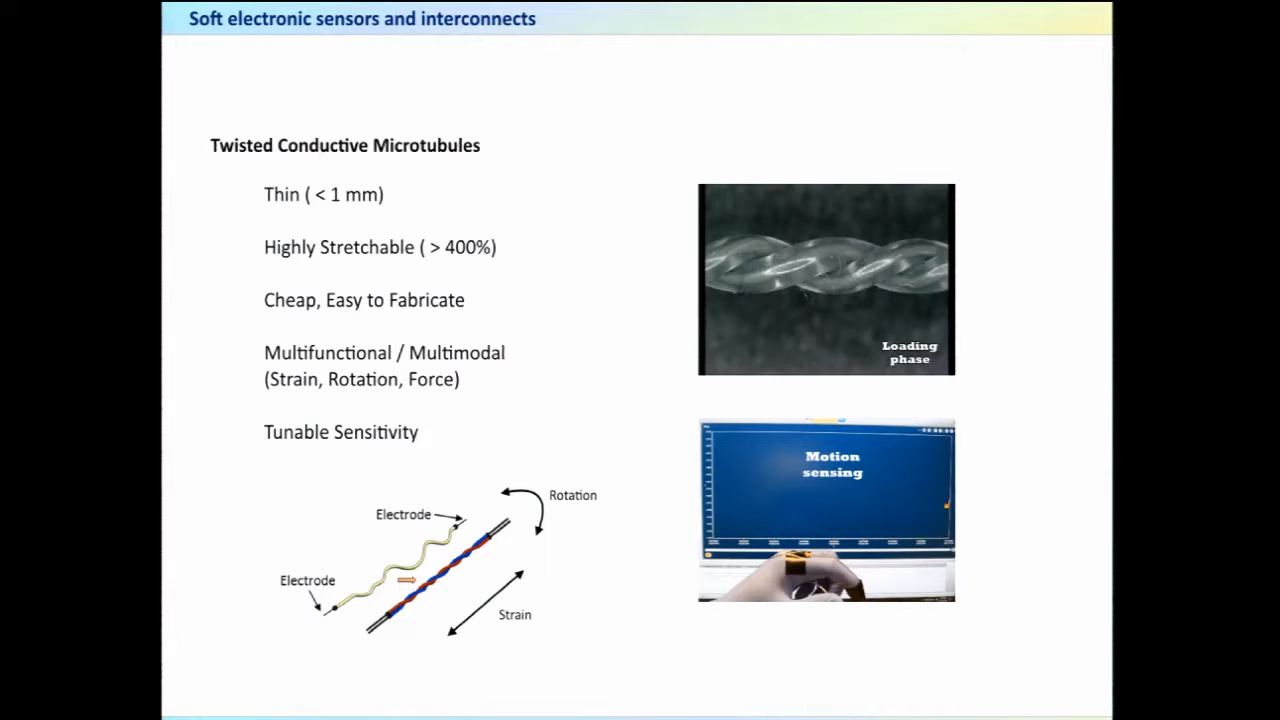 Soft electronic sensors and interconnects
Twisted Conductive Microtubules
Thin ( < 1 mm)
Highly Stretchable ( > 400%)
Cheap, Easy to Fabricate
Multifunctional / Multimodal
(Strain, Rotation, Force)
Tunable Sensitivity
Electrode
Rotation
Electrode
Strain
Loading
phase
Motion
sensing